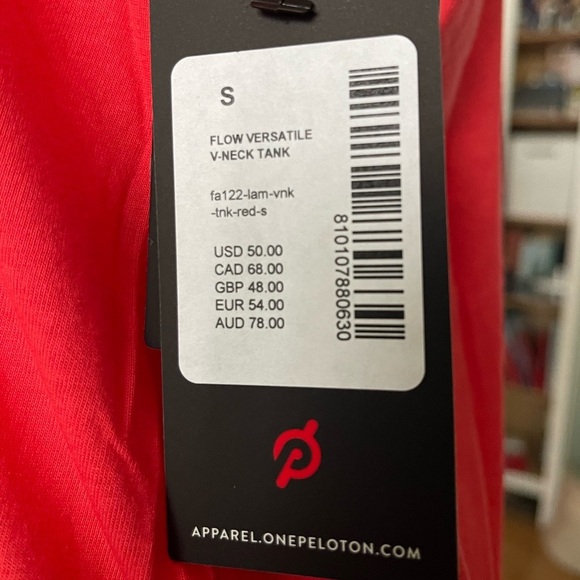 S
FLOW VERSATILE
V-NECK TANK
fa122-lam-vnk
-tnk-red-s
USD 50.00
CAD 68.00
GBP 48.00
EUR 54.00
AUD 78.00
810107880630
APPAREL.ONEPELOTON.COM